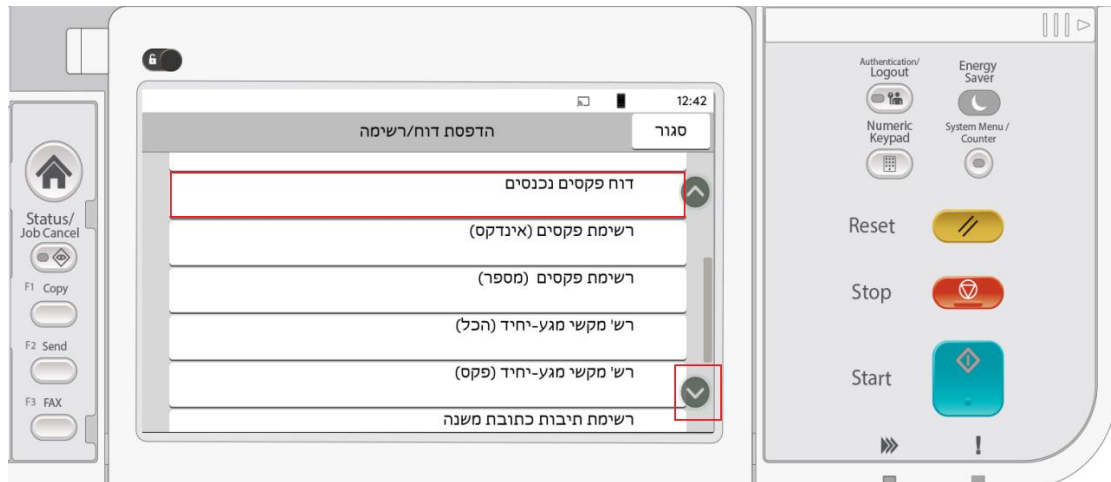 Status/
Job Cancel
F1 Copy
F2 Send
F3 FAX
12:42
הדפסת דוח/רשימה
סגור
דוח פקסים נכנסים
רשימת פקסים (אינדקס)
רשימת פקסים (מספר)
רש' מקשי מגע-יחיד (הכל)
רש' מקשי מגע-יחיד (פקס)
רשימת תיבות כתובת משנה
Authentication/
Logout
Energy
Saver
Numeric
Keypad
System Menu /
Counter
Reset
Stop
Start